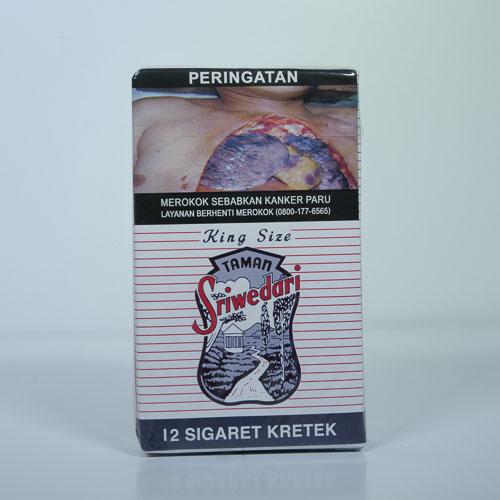 PERINGATAN
MEROKOK SEBABKAN KANKER PARU
LAYANAN BERHENTI MEROKOK (0800-177-6565)
King Size
TAMAN
Sriwedari
12 SIGARET KRETEK